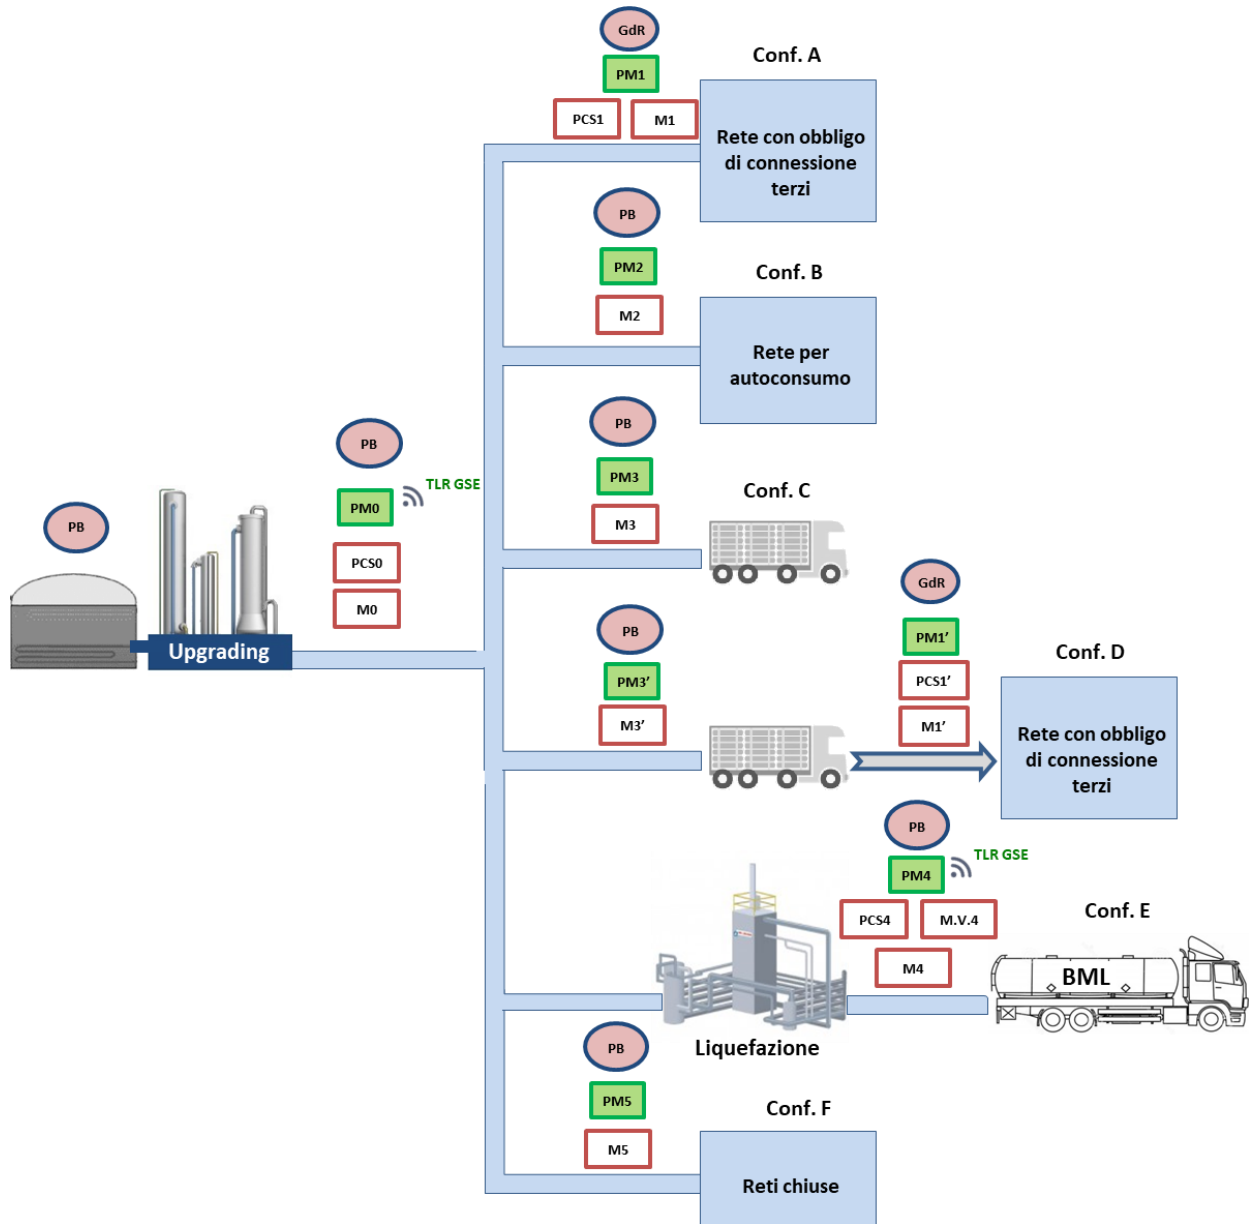 GdR
PM1
PCS1
M1
Conf. A
Rete con obbligo
di connessione
terzi
PB
PM2
M2
Conf. B
Rete per
autoconsumo
PB
PM3
M3
Conf. C
PB
PB
PM0
TLR GSE
PCS0
M0
Upgrading
PB
PM3’
M3’
GdR
PM1’
PCS1’
M1’
Conf. D
Rete con obbligo
di connessione
terzi
PB
PM4
TLR GSE
PCS4
M.V.4
M4
Conf. E
BML
Liquefazione
PB
PM5
M5
Conf. F
Reti chiuse